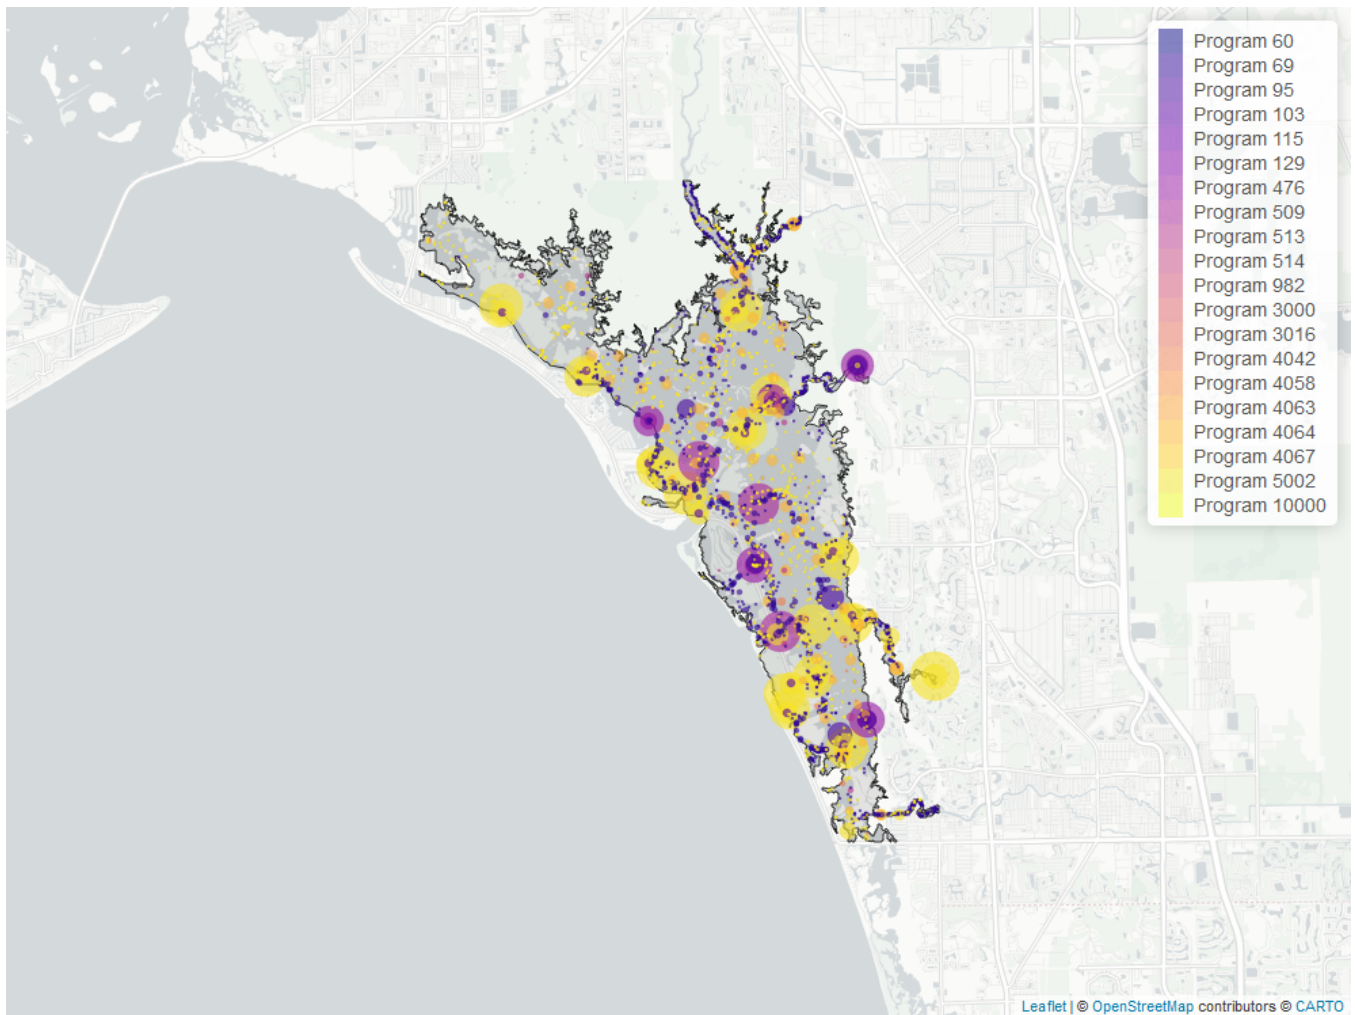 Program 60
Program 69
Program 95
Program 103
Program 115
Program 129
Program 476
Program 509
Program 513
Program 514
Program 982
Program 3000
Program 3016
Program 4042
Program 4058
Program 4063
Program 4064
Program 4067
Program 5002
Program 10000
Leaflet | © OpenStreetMap contributors © CARTO